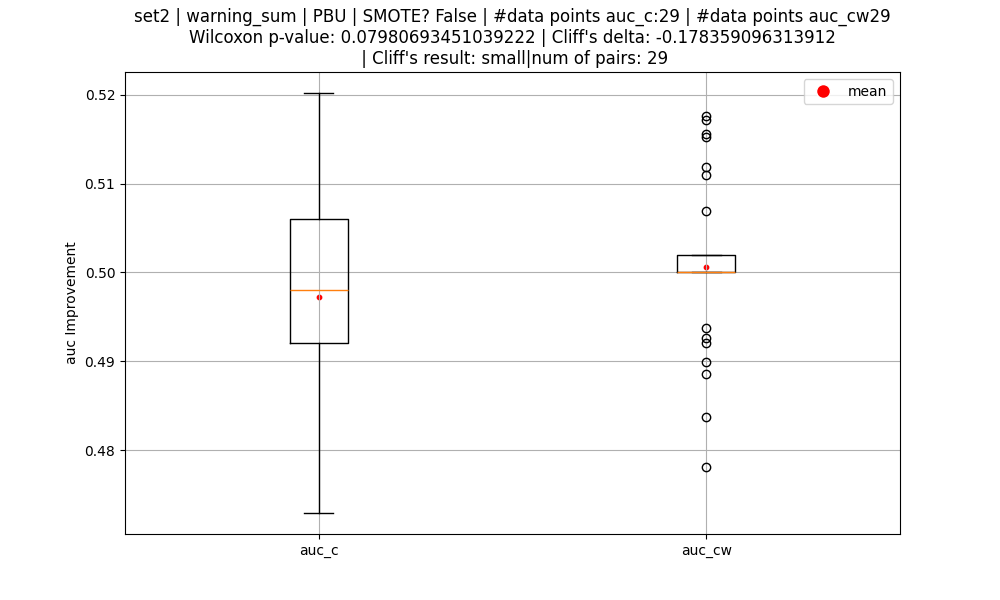 set2 | warning_sum | PBU | SMOTE? False | #data points auc_c:29 | #data points auc_cw29
Wilcoxon p-value: 0.07980693451039222 | Cliff's delta: -0.178359096313912
| Cliff's result: small|num of pairs: 29
mean
0.52
0.51
0.50
0.49
0.48
auc Improvement
auc_c
auc_cw